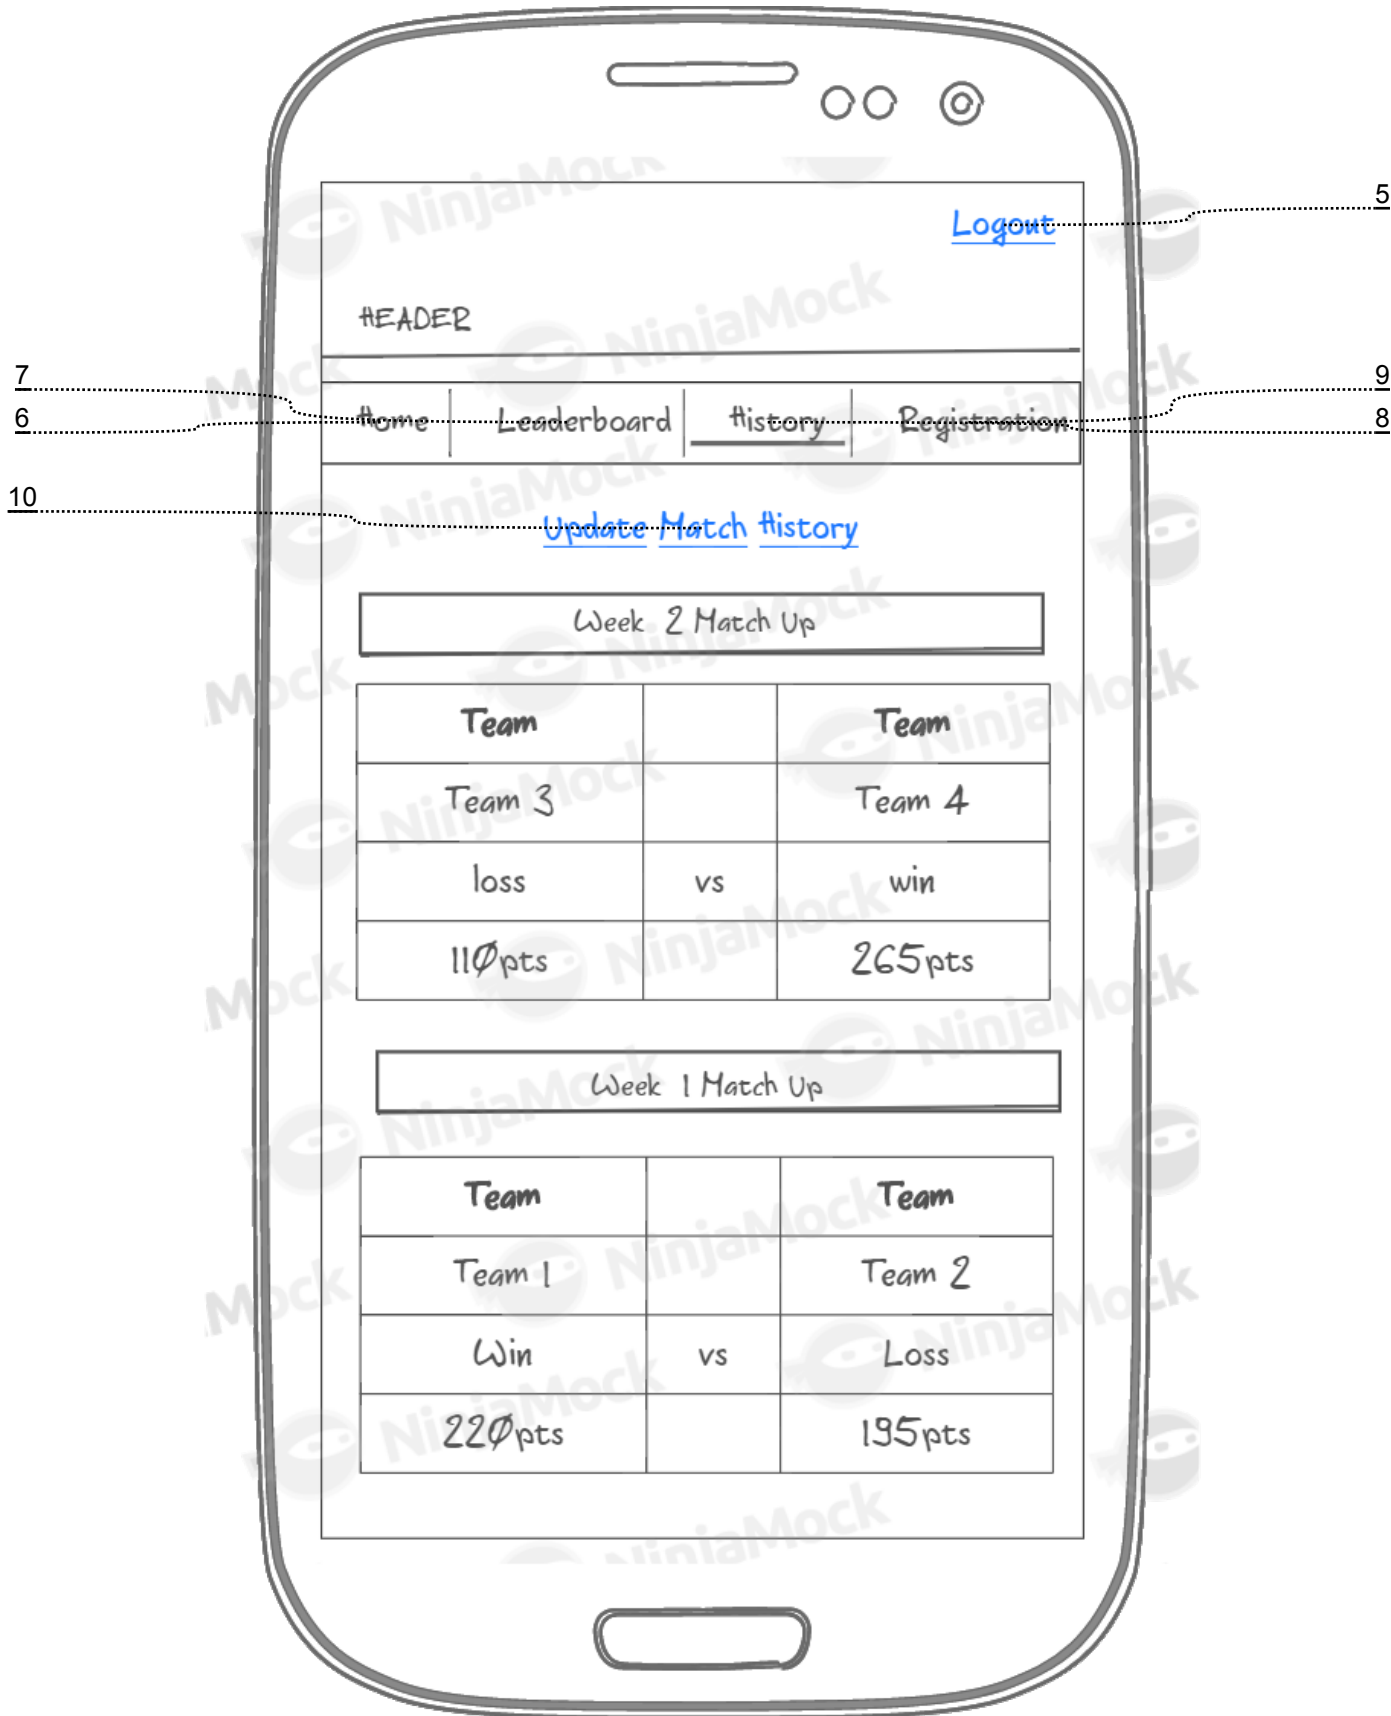 5
Logout
HEADER
7
9
6
8
Home Leaderboard History Registration
10
Update Match History
Week 2 Match Up
Team Team
Team 3 Team 4
loss vs win
110pts 265pts
Week 1 Match Up
Team Team
Team 1 Team 2
Win vs Loss
220pts 195pts
NinjaMock